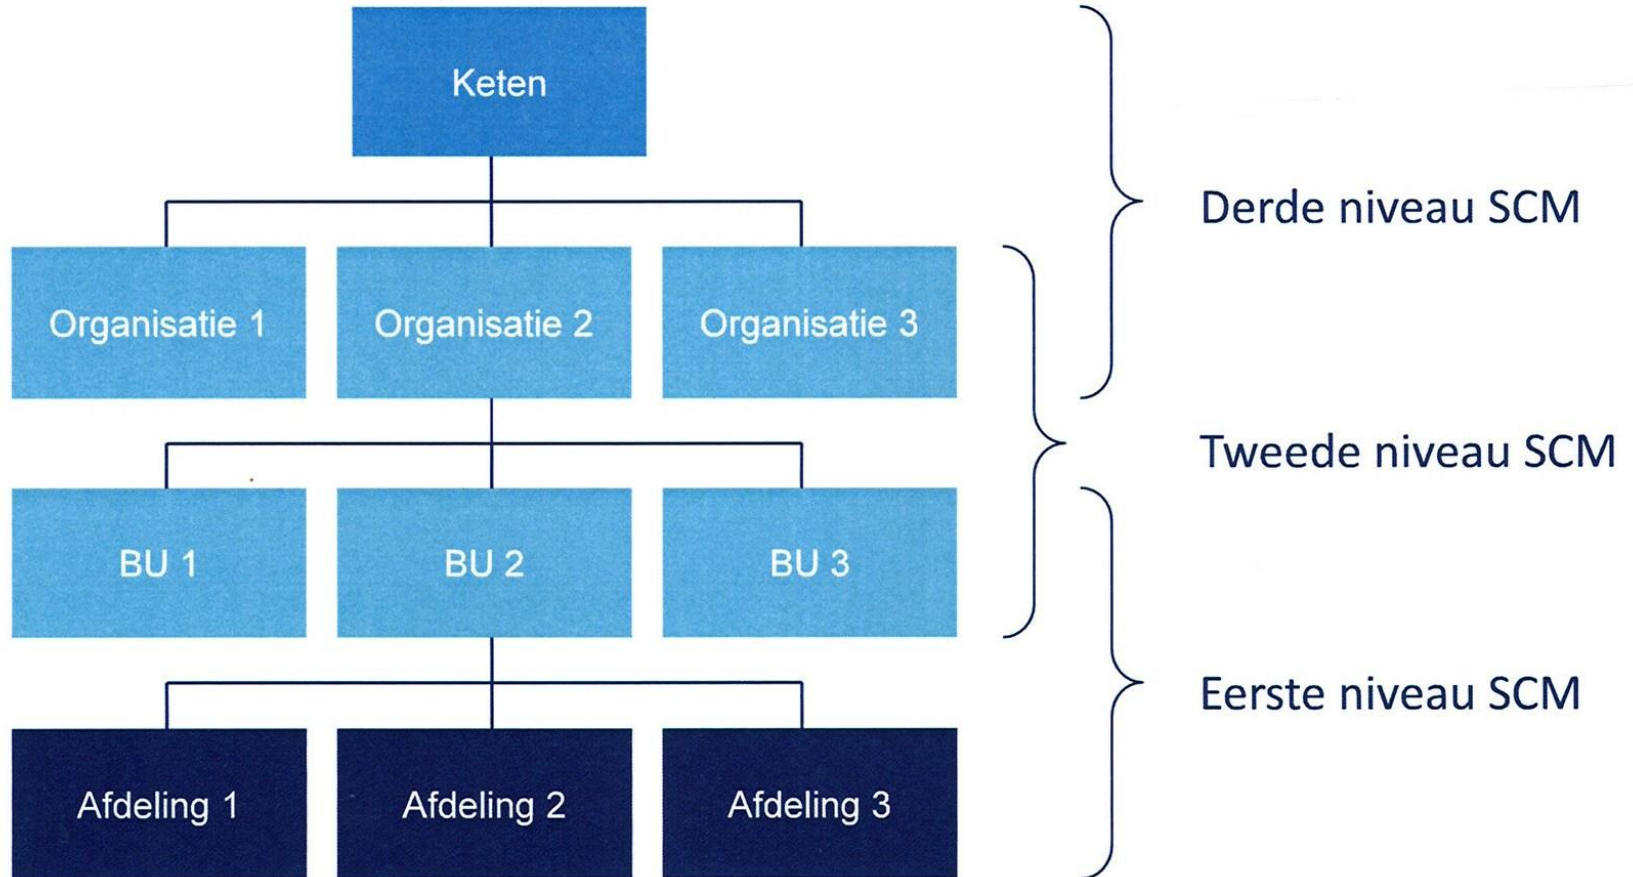 Keten
Derde niveau SCM
Organisatie 1
Organisatie 2
Organisatie 3
Tweede niveau SCM
BU 1
BU 2
BU 3
Eerste niveau SCM
Afdeling 1
Afdeling 2
Afdeling 3